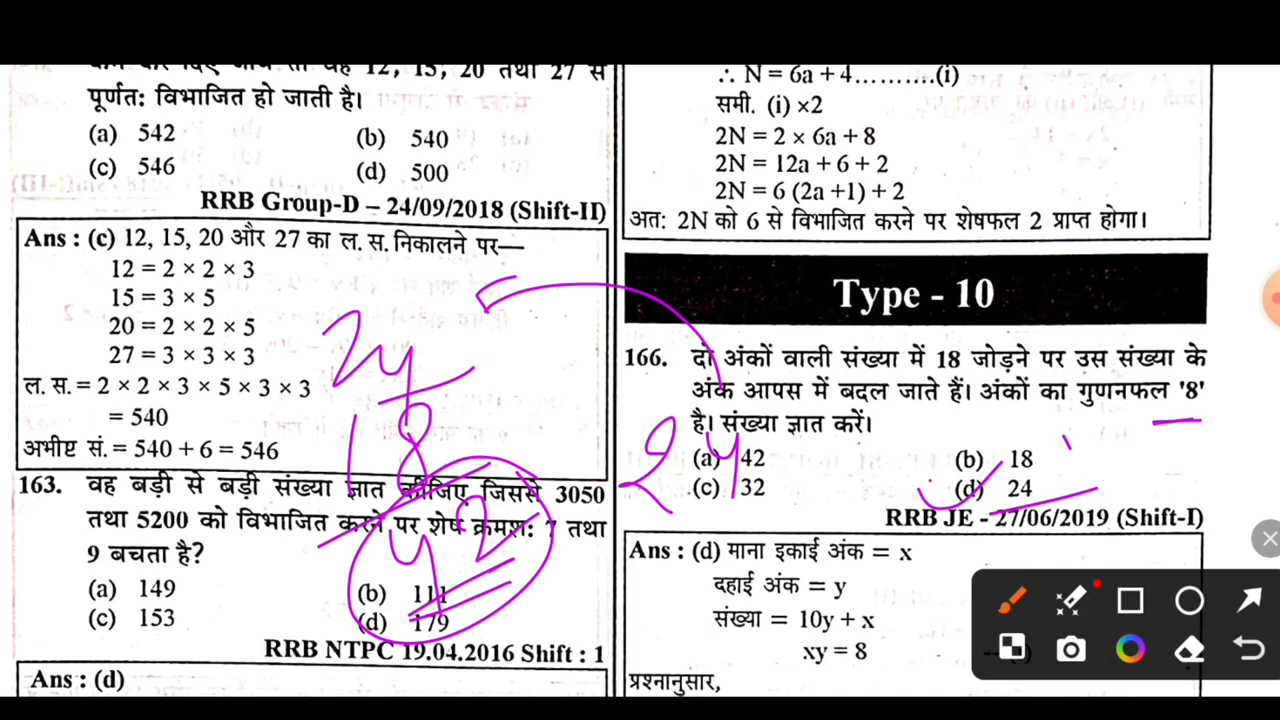 पूर्णत: विभाजित हो जाती है।
(a) 542 (b) 540
(c) 546 (d) 500
RRB Group-D – 24/09/2018 (Shift-II)
Ans : (c) 12, 15, 20 और 27 का ल. स. निकालने पर—
12 = 2 × 2 × 3
15 = 3 × 5
20 = 2 × 2 × 5
27 = 3 × 3 × 3
ल. स. = 2 × 2 × 3 × 5 × 3 × 3
= 540
अभीष्ट सं. = 540 + 6 = 546
163. वह बड़ी से बड़ी संख्या ज्ञात कीजिए जिससे 3050
तथा 5200 को विभाजित करने पर शेष क्रमश: 7 तथा
9 बचता है?
(a) 149 (b) 111
(c) 153 (d) 179
RRB NTPC 19.04.2016 Shift : 1
Ans : (d)
24
18
42
∴ N = 6a + 4..........(i)
समी. (i) ×2
2N = 2 × 6a + 8
2N = 12a + 6 + 2
2N = 6 (2a +1) + 2
अत: 2N को 6 से विभाजित करने पर शेषफल 2 प्राप्त होगा।
Type - 10
166. दो अंकों वाली संख्या में 18 जोड़ने पर उस संख्या के
अंक आपस में बदल जाते हैं। अंकों का गुणनफल '8'
है। संख्या ज्ञात करें।
24
(a) 42 (b) 18
(c) 32 (d) 24
RRB JE - 27/06/2019 (Shift-I)
Ans : (d) माना इकाई अंक = x
दहाई अंक = y
संख्या = 10y + x
xy = 8
प्रश्नानुसार,